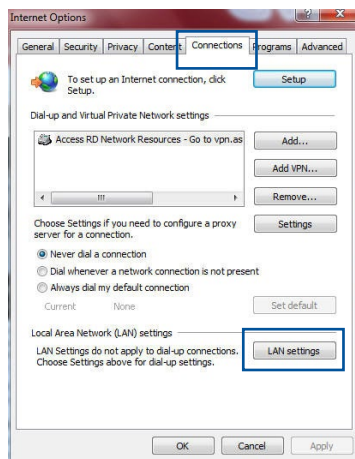 Internet Options
General Security Privacy Content Connections Programs Advanced
To set up an Internet connection, click
Setup.
Setup
Dial-up and Virtual Private Network settings
Access RD Network Resources - Go to vpn.as
Add...
Add VPN...
Remove...
Choose Settings if you need to configure a proxy
server for a connection.
Settings
Never dial a connection
Dial whenever a network connection is not present
Always dial my default connection
Current None
Set default
Local Area Network (LAN) settings
LAN Settings do not apply to dial-up connections.
Choose Settings above for dial-up settings.
LAN settings
OK Cancel Apply